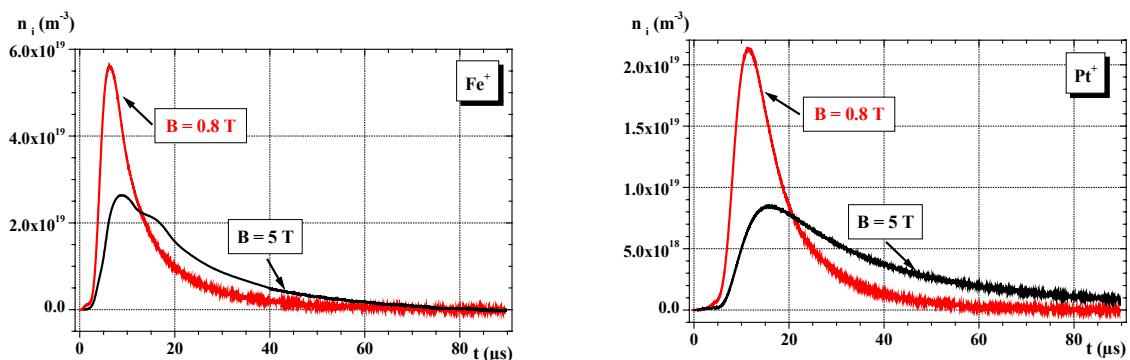 n i (m-3)
6.0x10^19
4.0x10^19
2.0x10^19
0.0
0 20 40 60 80
t (μs)
Fe+
B = 0.8 T
B = 5 T
n i (m-3)
2.0x10^19
1.5x10^19
1.0x10^19
5.0x10^18
0.0
0 20 40 60 80
t (μs)
Pt+
B = 0.8 T
B = 5 T